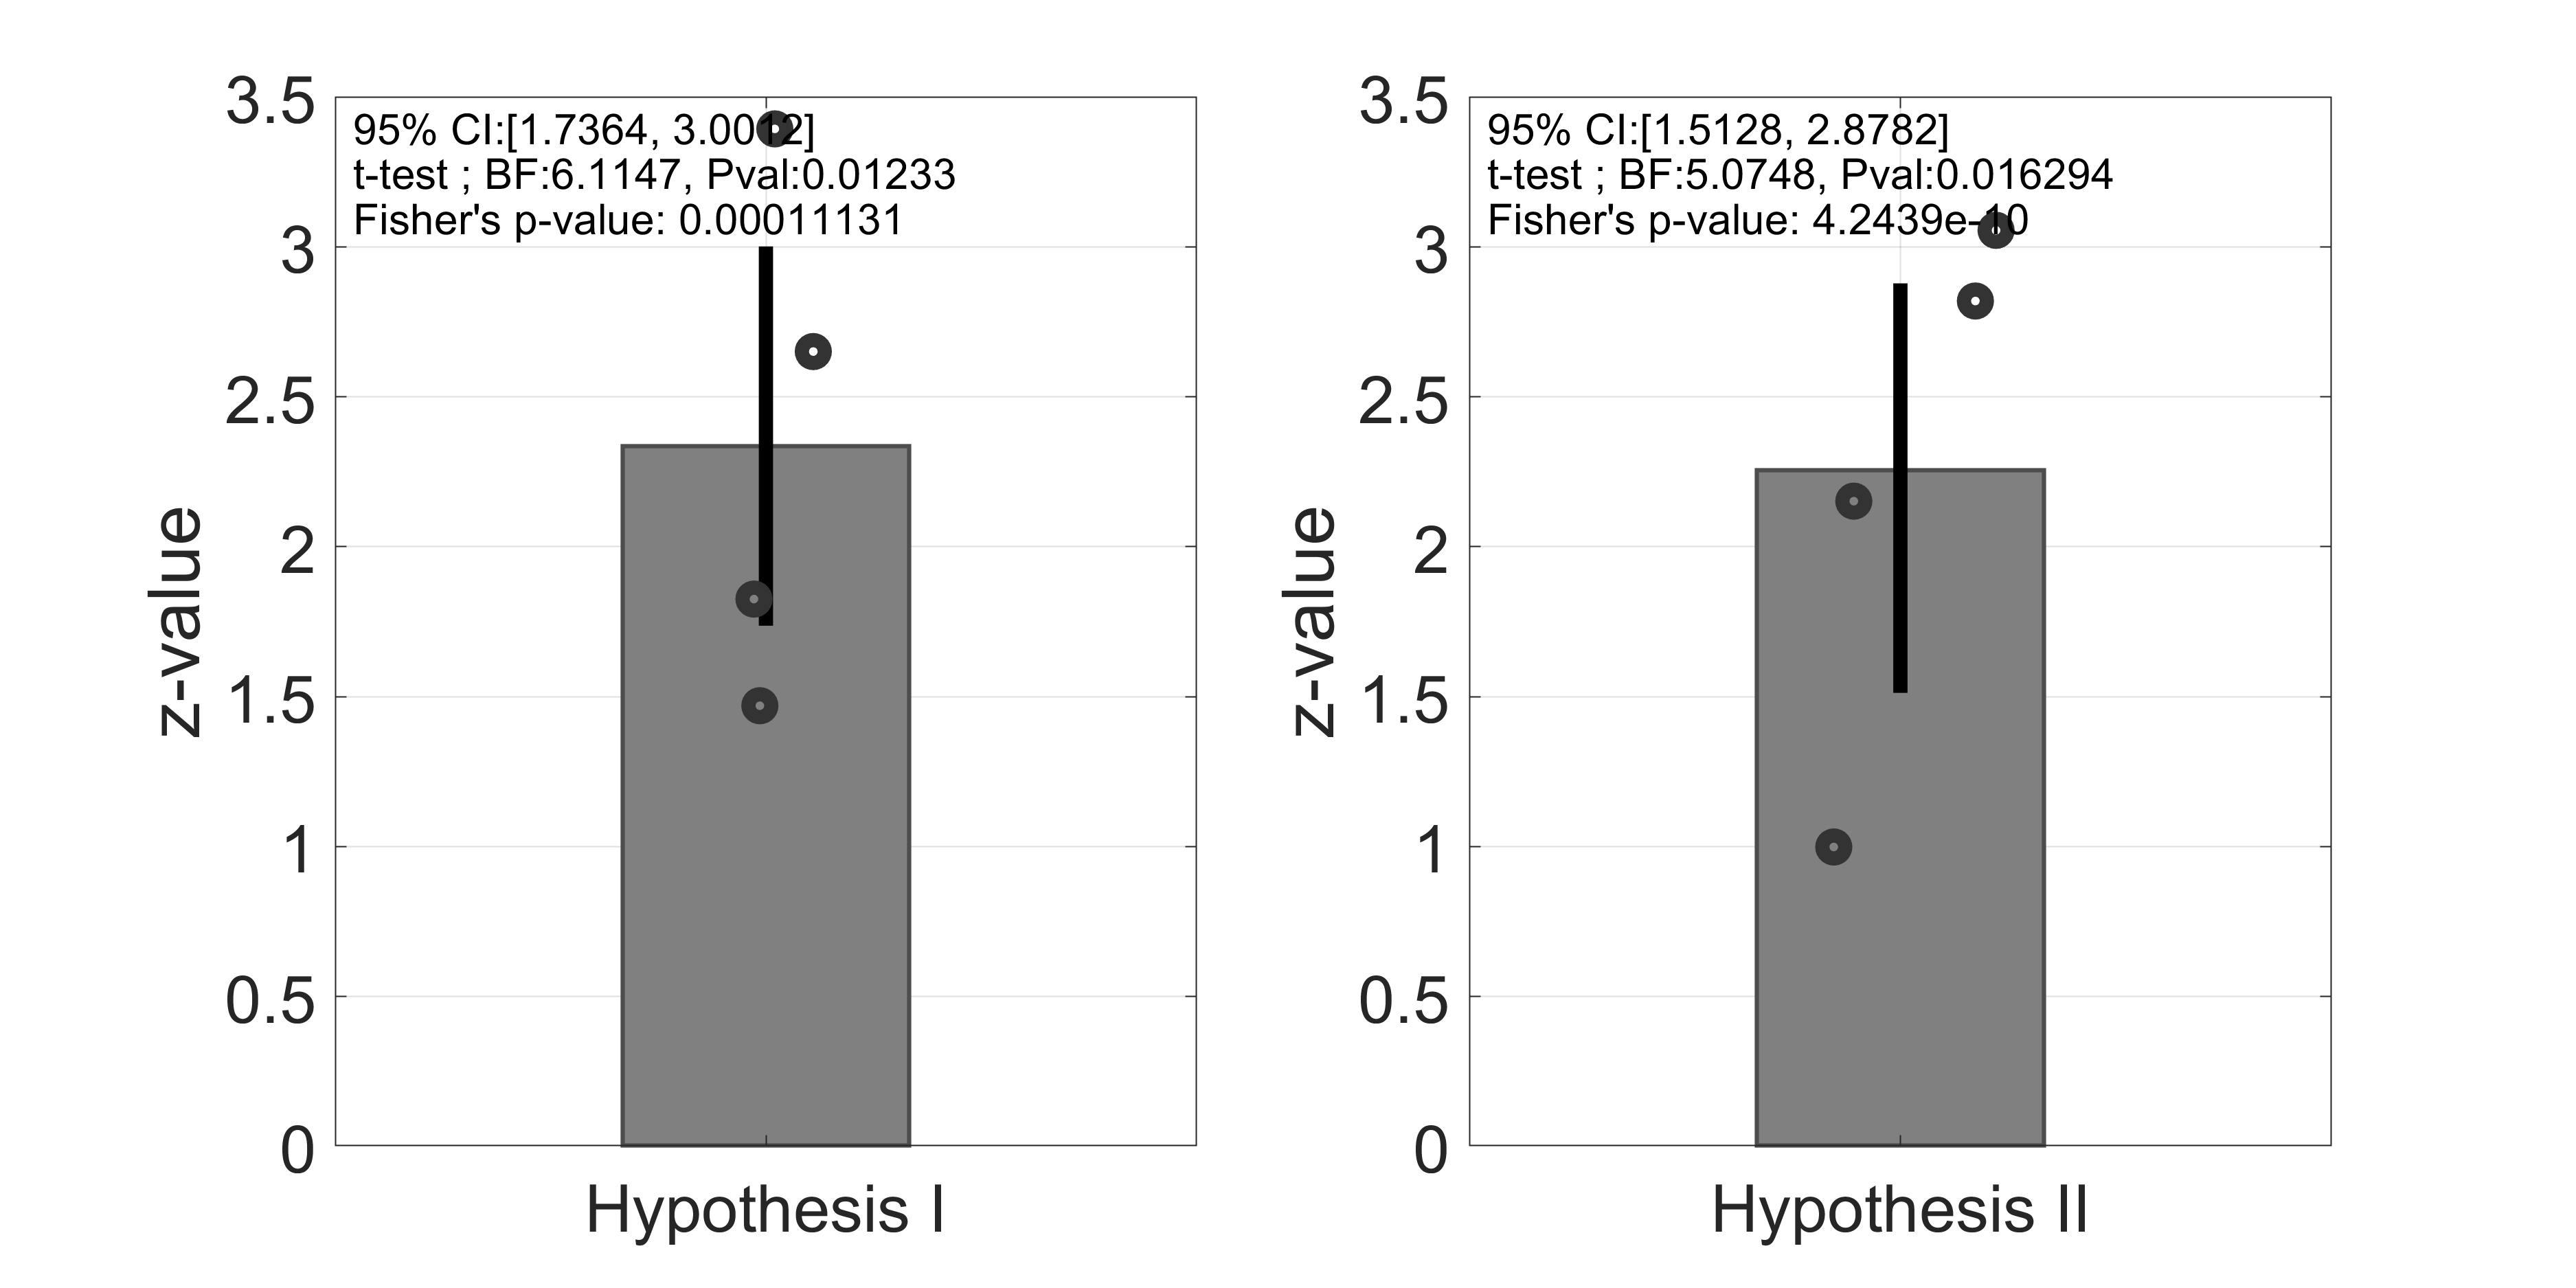 3.5
3
2.5
2
1.5
1
0.5
0
z-value
95% CI:[1.7364, 3.0012]
t-test ; BF:6.1147, Pval:0.01233
Fisher's p-value: 0.00011131
Hypothesis I
3.5
3
2.5
2
1.5
1
0.5
0
z-value
95% CI:[1.5128, 2.8782]
t-test ; BF:5.0748, Pval:0.016294
Fisher's p-value: 4.2439e-10
Hypothesis II